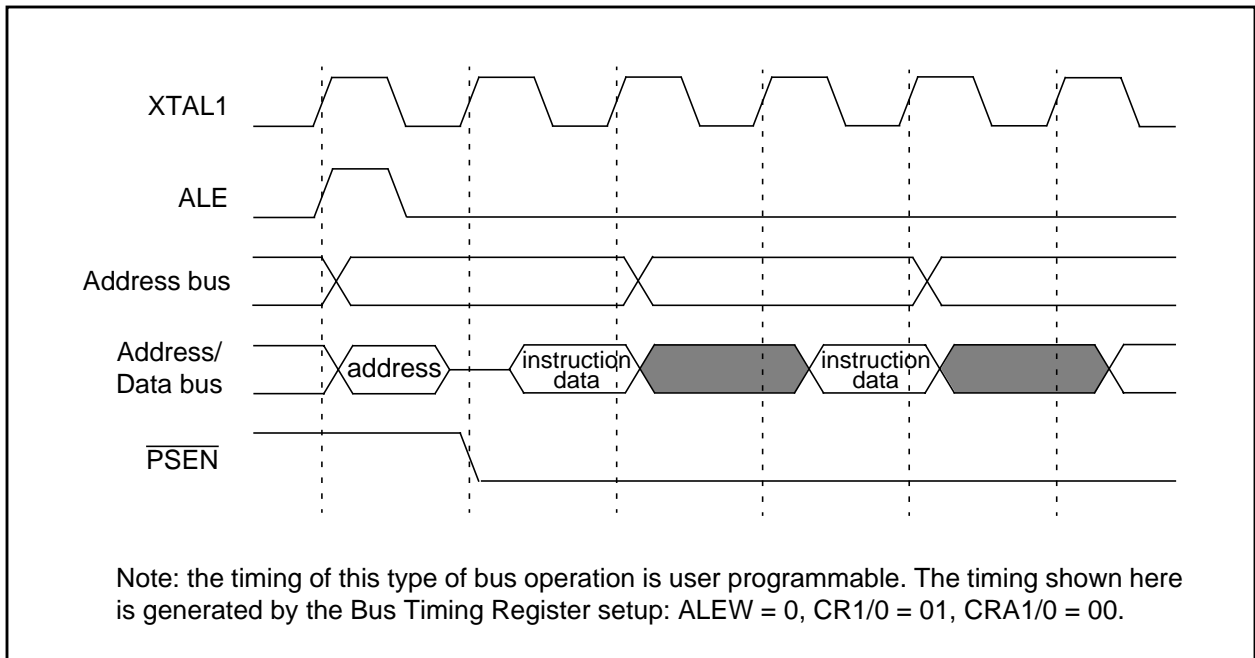 XTAL1
ALE
Address bus
Address/
Data bus
address
instruction
data
instruction
data
PSEN
Note: the timing of this type of bus operation is user programmable. The timing shown here
is generated by the Bus Timing Register setup: ALEW = 0, CR1/0 = 01, CRA1/0 = 00.